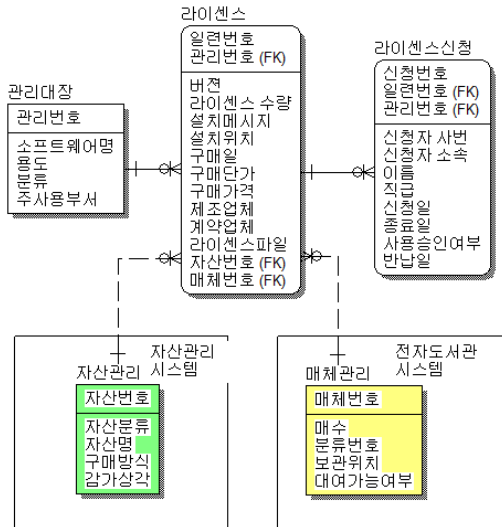 라이센스
일련번호
관리번호 (FK)
버젼
라이센스 수량
설치메시지
설치위치
구매일
구매단가
구매가격
제조업체
계약업체
라이센스파일
자산번호 (FK)
매체번호 (FK)
라이센스신청
신청번호
일련번호 (FK)
관리번호 (FK)
신청자 사번
신청자 소속
이름
직급
신청일
종료일
사용승인여부
반납일
관리대장
관리번호
소프트웨어명
용도
분류
주사용부서
자산관리
시스템
자산관리
자산번호
자산분류
자산명
구매방식
감가상각
전자도서관
시스템
매체관리
매체번호
매수
분류번호
보관위치
대여가능여부